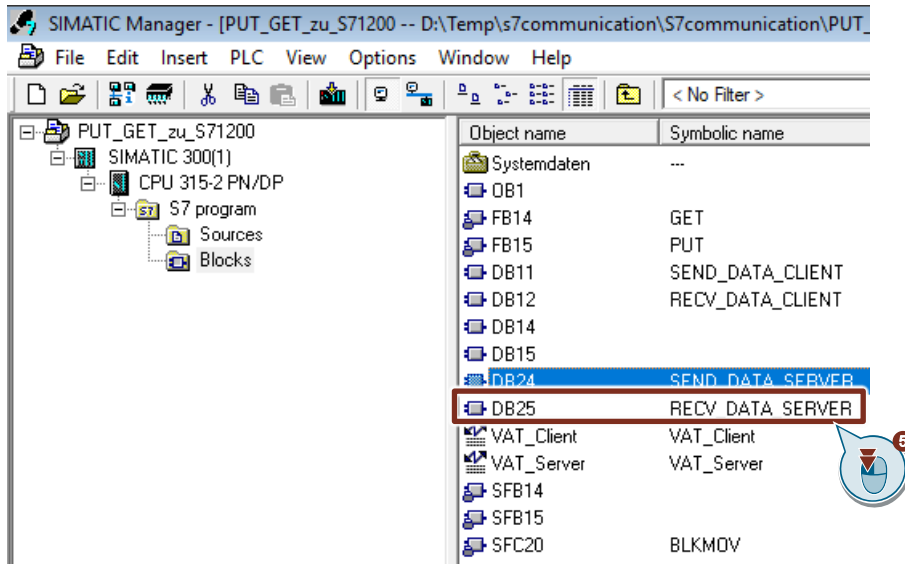 SIMATIC Manager - [PUT_GET_zu_S71200 -- D:\Temp\s7communication\S7communication\PUT_
File Edit Insert PLC View Options Window Help
< No Filter >
PUT_GET_zu_S71200
SIMATIC 300(1)
CPU 315-2 PN/DP
S7 program
Sources
Blocks
Object name Symbolic name
Systemdaten ---
OB1
FB14 GET
FB15 PUT
DB11 SEND_DATA_CLIENT
DB12 RECV_DATA_CLIENT
DB14
DB15
DB24 SEND_DATA_SERVER
DB25 RECV_DATA_SERVER
VAT_Client VAT_Client
VAT_Server VAT_Server
SFB14
SFB15
SFC20 BLKMOV
5